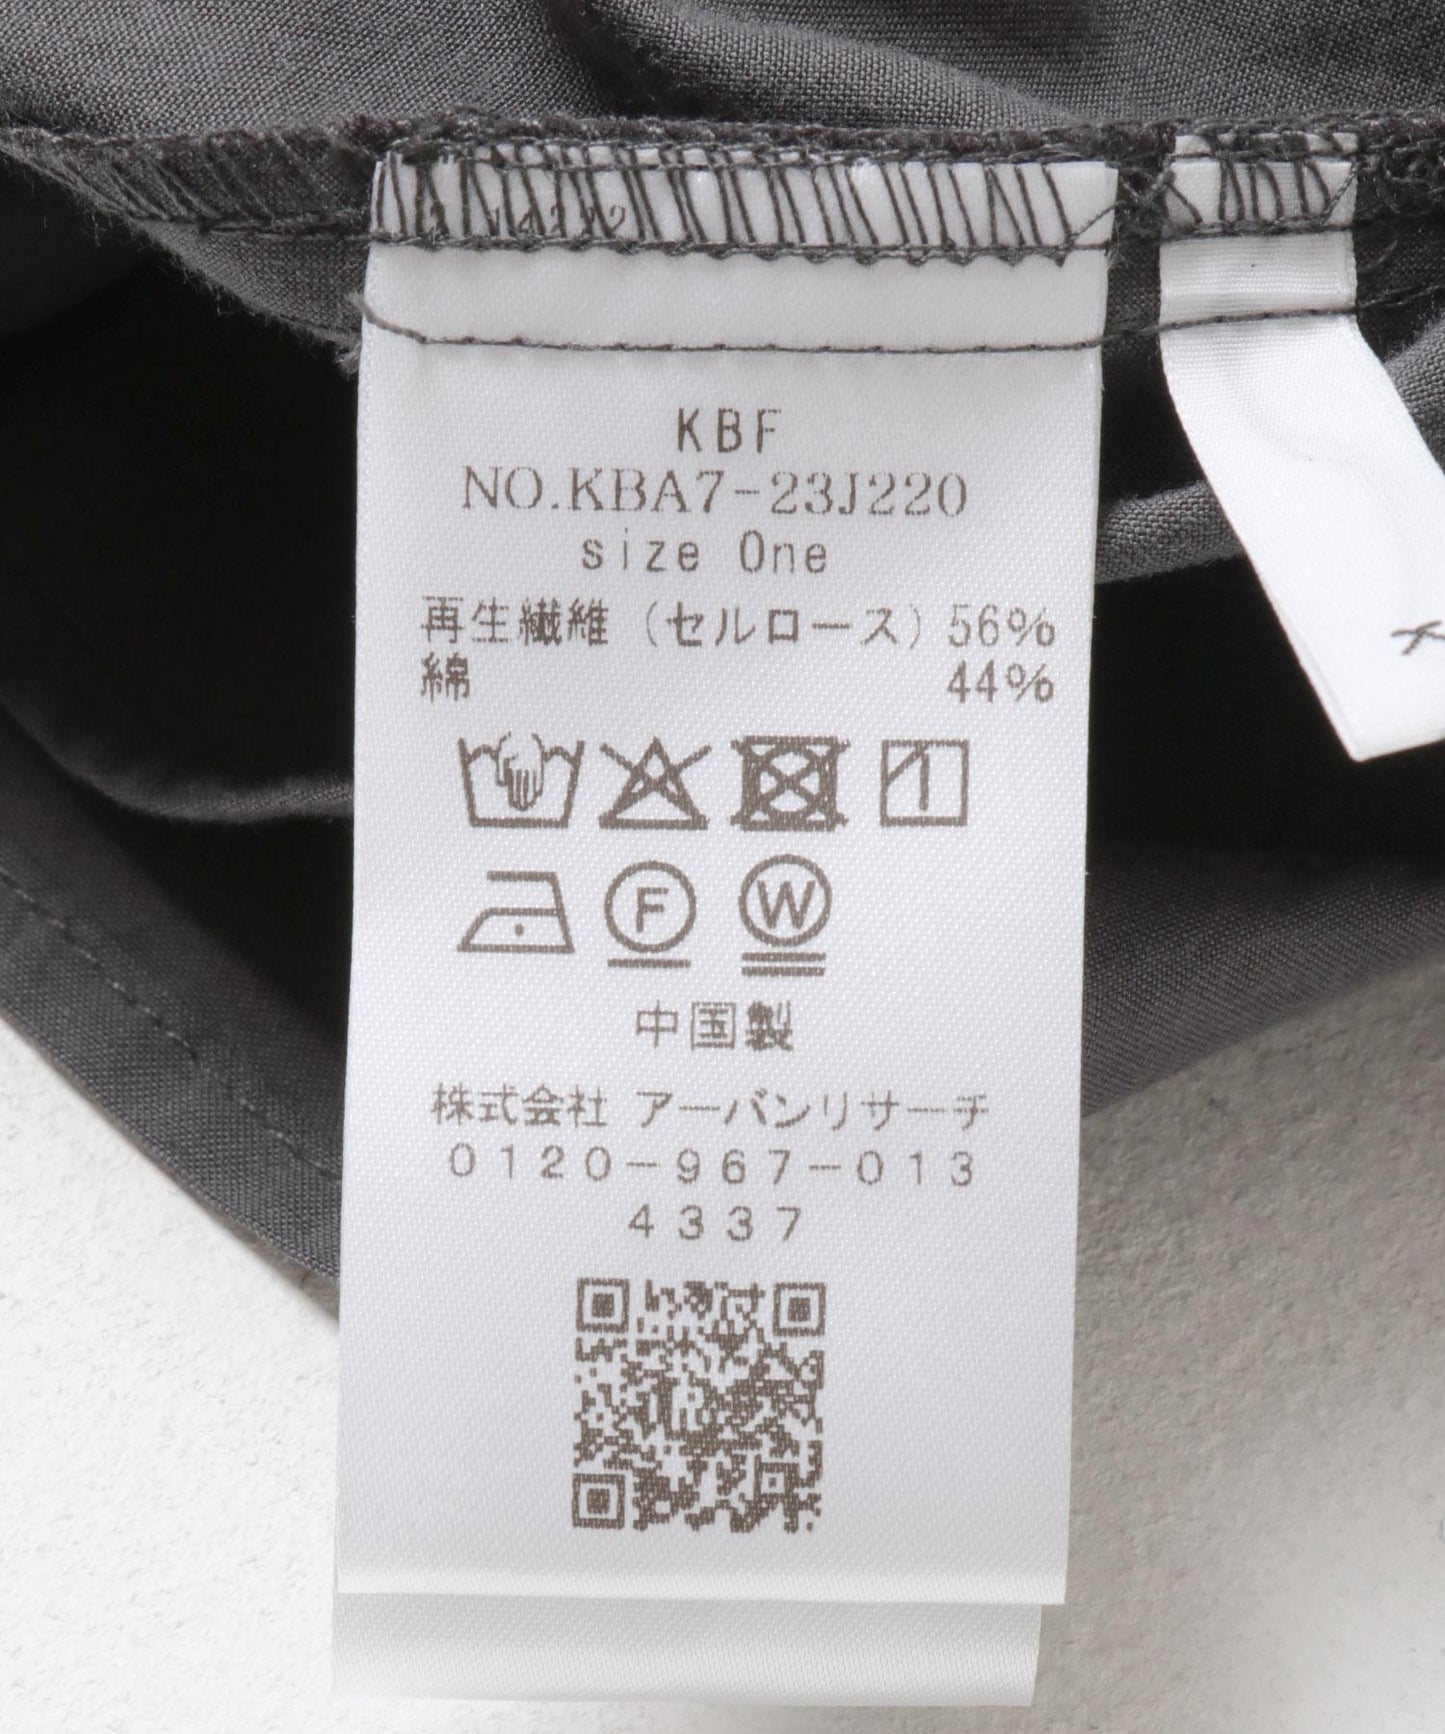 KBF
NO.KBA7-23J220
size One
再生繊維（セルロース）56%
綿 44%
F W
中国製
株式会社 アーバンリサーチ
0120-967-013
4337